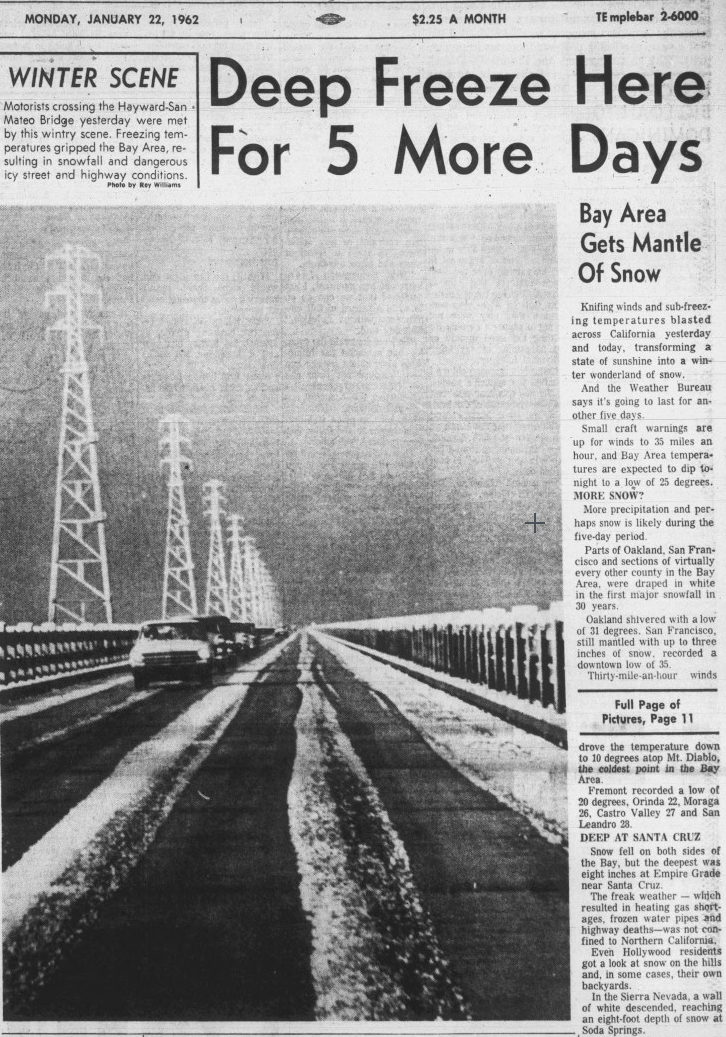 MONDAY, JANUARY 22, 1962
$2.25 A MONTH
TEmplebar 2-6000
WINTER SCENE
Motorists crossing the Hayward-San
Mateo Bridge yesterday were met
by this wintry scene. Freezing tem-
peratures gripped the Bay Area, re-
sulting in snowfall and dangerous
icy street and highway conditions.
Photo by Roy Williams
Deep Freeze Here
For 5 More Days
Bay Area
Gets Mantle
Of Snow
Knifing winds and sub-freez-
ing temperatures blasted
across California yesterday
and today, transforming a
state of sunshine into a win-
ter wonderland of snow.
And the Weather Bureau
says it's going to last for an-
other five days.
Small craft warnings are
up for winds to 35 miles an
hour, and Bay Area tempera-
tures are expected to dip to-
night to a low of 25 degrees.
MORE SNOW?
More precipitation and per-
haps snow is likely during the
five-day period.
Parts of Oakland, San Fran-
cisco and sections of virtually
every other county in the Bay
Area, were draped in white
in the first major snowfall in
30 years.
Oakland shivered with a low
of 31 degrees. San Francisco,
still mantled with up to three
inches of snow, recorded a
downtown low of 35.
Thirty-mile-an-hour winds
Full Page of
Pictures, Page 11
drove the temperature down
to 10 degrees atop Mt. Diablo,
the coldest point in the Bay
Area.
Fremont recorded a low of
20 degrees, Orinda 22, Moraga
26, Castro Valley 27 and San
Leandro 28.
DEEP AT SANTA CRUZ
Snow fell on both sides of
the Bay, but the deepest was
eight inches at Empire Grade
near Santa Cruz.
The freak weather — which
resulted in heating gas short-
ages, frozen water pipes and
highway deaths—was not con-
fined to Northern California.
Even Hollywood residents
got a look at snow on the hills
and, in some cases, their own
backyards.
In the Sierra Nevada, a wall
of white descended, reaching
an eight-foot depth of snow at
Soda Springs.